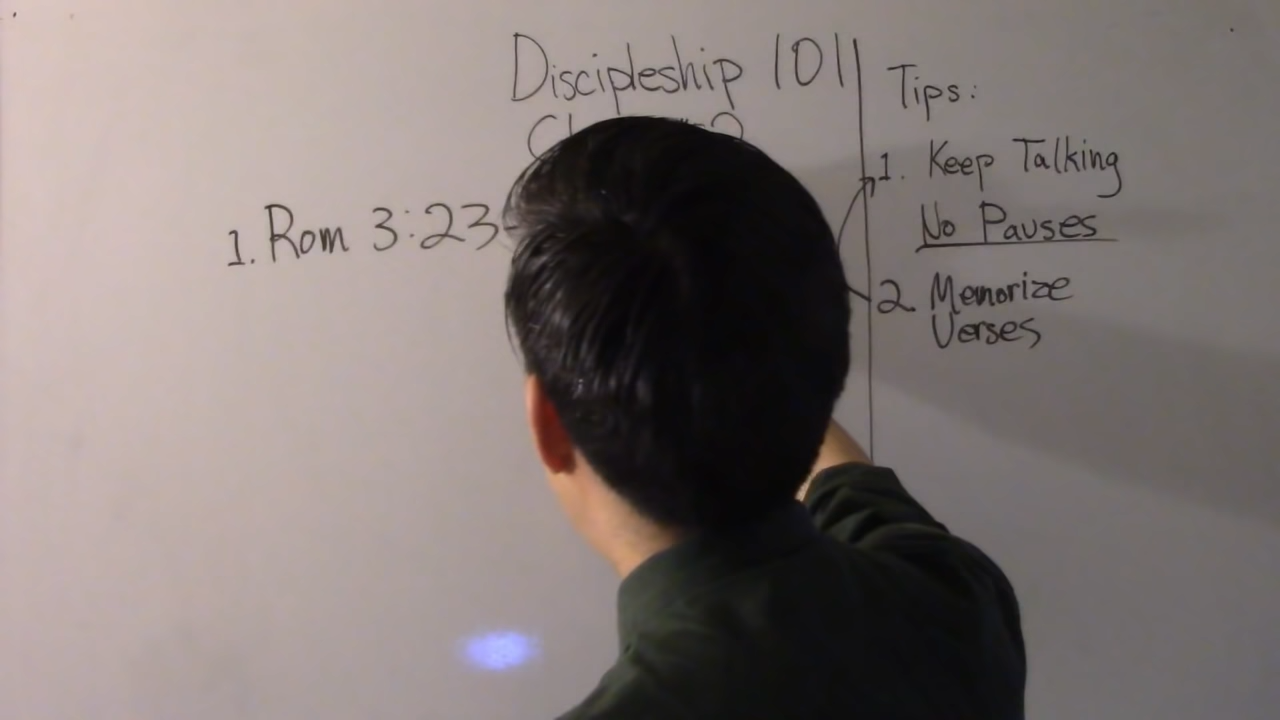 Discipleship 101
1. Rom 3:23-
Tips:
1. Keep Talking
No Pauses
2. Memorize
Verses